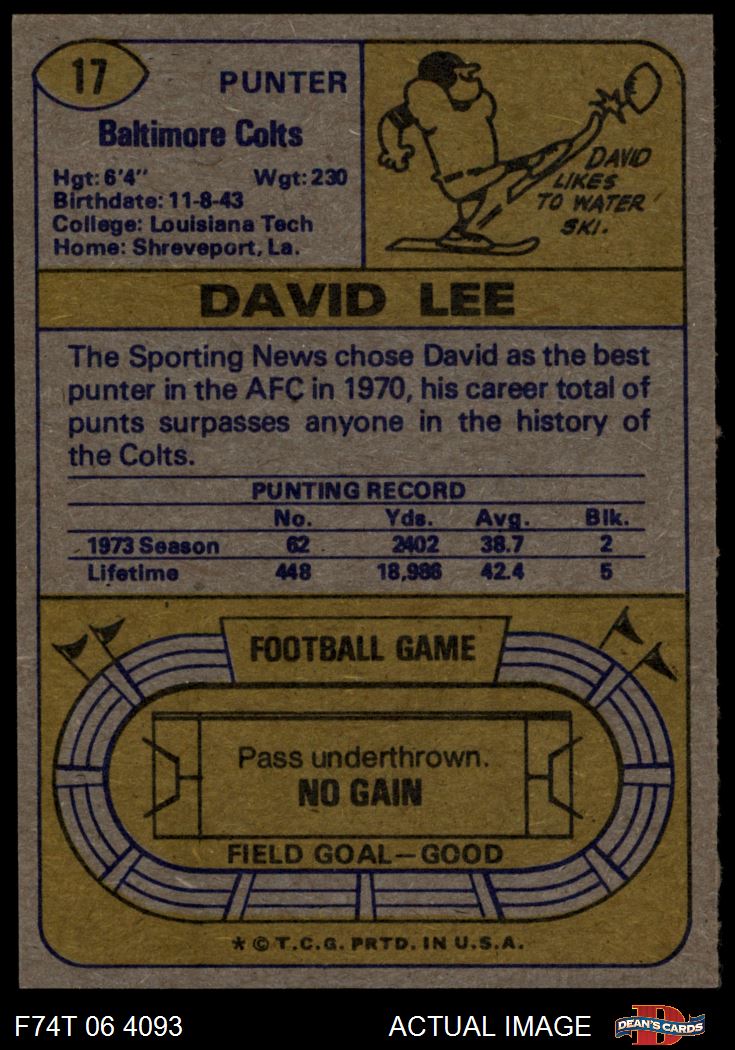 17
PUNTER
Baltimore Colts
Hgt: 6'4" Wgt: 230
Birthdate: 11-8-43
College: Louisiana Tech
Home: Shreveport, La.
DAVID
LIKES
TO WATER
SKI.
DAVID LEE
The Sporting News chose David as the best
punter in the AFC in 1970, his career total of
punts surpasses anyone in the history of
the Colts.
PUNTING RECORD
No. Yds. Avg. Blk.
1973 Season 62 2402 38.7 2
Lifetime 448 18,986 42.4 5
FOOTBALL GAME
Pass underthrown.
NO GAIN
FIELD GOAL—GOOD
* © T.C.G. PRTD. IN U.S.A.
F74T 06 4093 ACTUAL IMAGE
D
DEAN'S CARDS